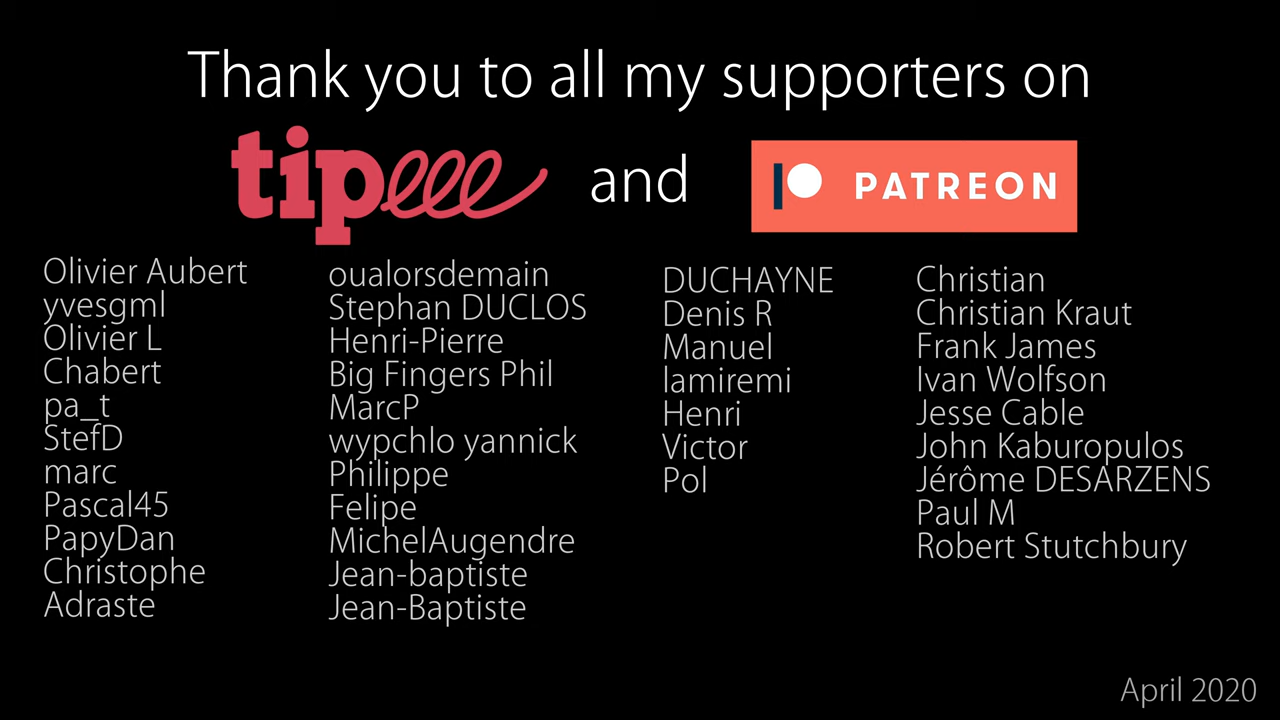 Thank you to all my supporters on
tipeee and PATREON
Olivier Aubert
yvesgml
Olivier L
Chabert
pa_t
StefD
marc
Pascal45
PapyDan
Christophe
Adraste
oualorsdemain
Stephan DUCLOS
Henri-Pierre
Big Fingers Phil
MarcP
wypchlo yannick
Philippe
Felipe
MichelAugendre
Jean-baptiste
Jean-Baptiste
DUCHAYNE
Denis R
Manuel
lamiremi
Henri
Victor
Pol
Christian
Christian Kraut
Frank James
Ivan Wolfson
Jesse Cable
John Kaburopulos
Jérôme DESARZENS
Paul M
Robert Stutchbury
April 2020